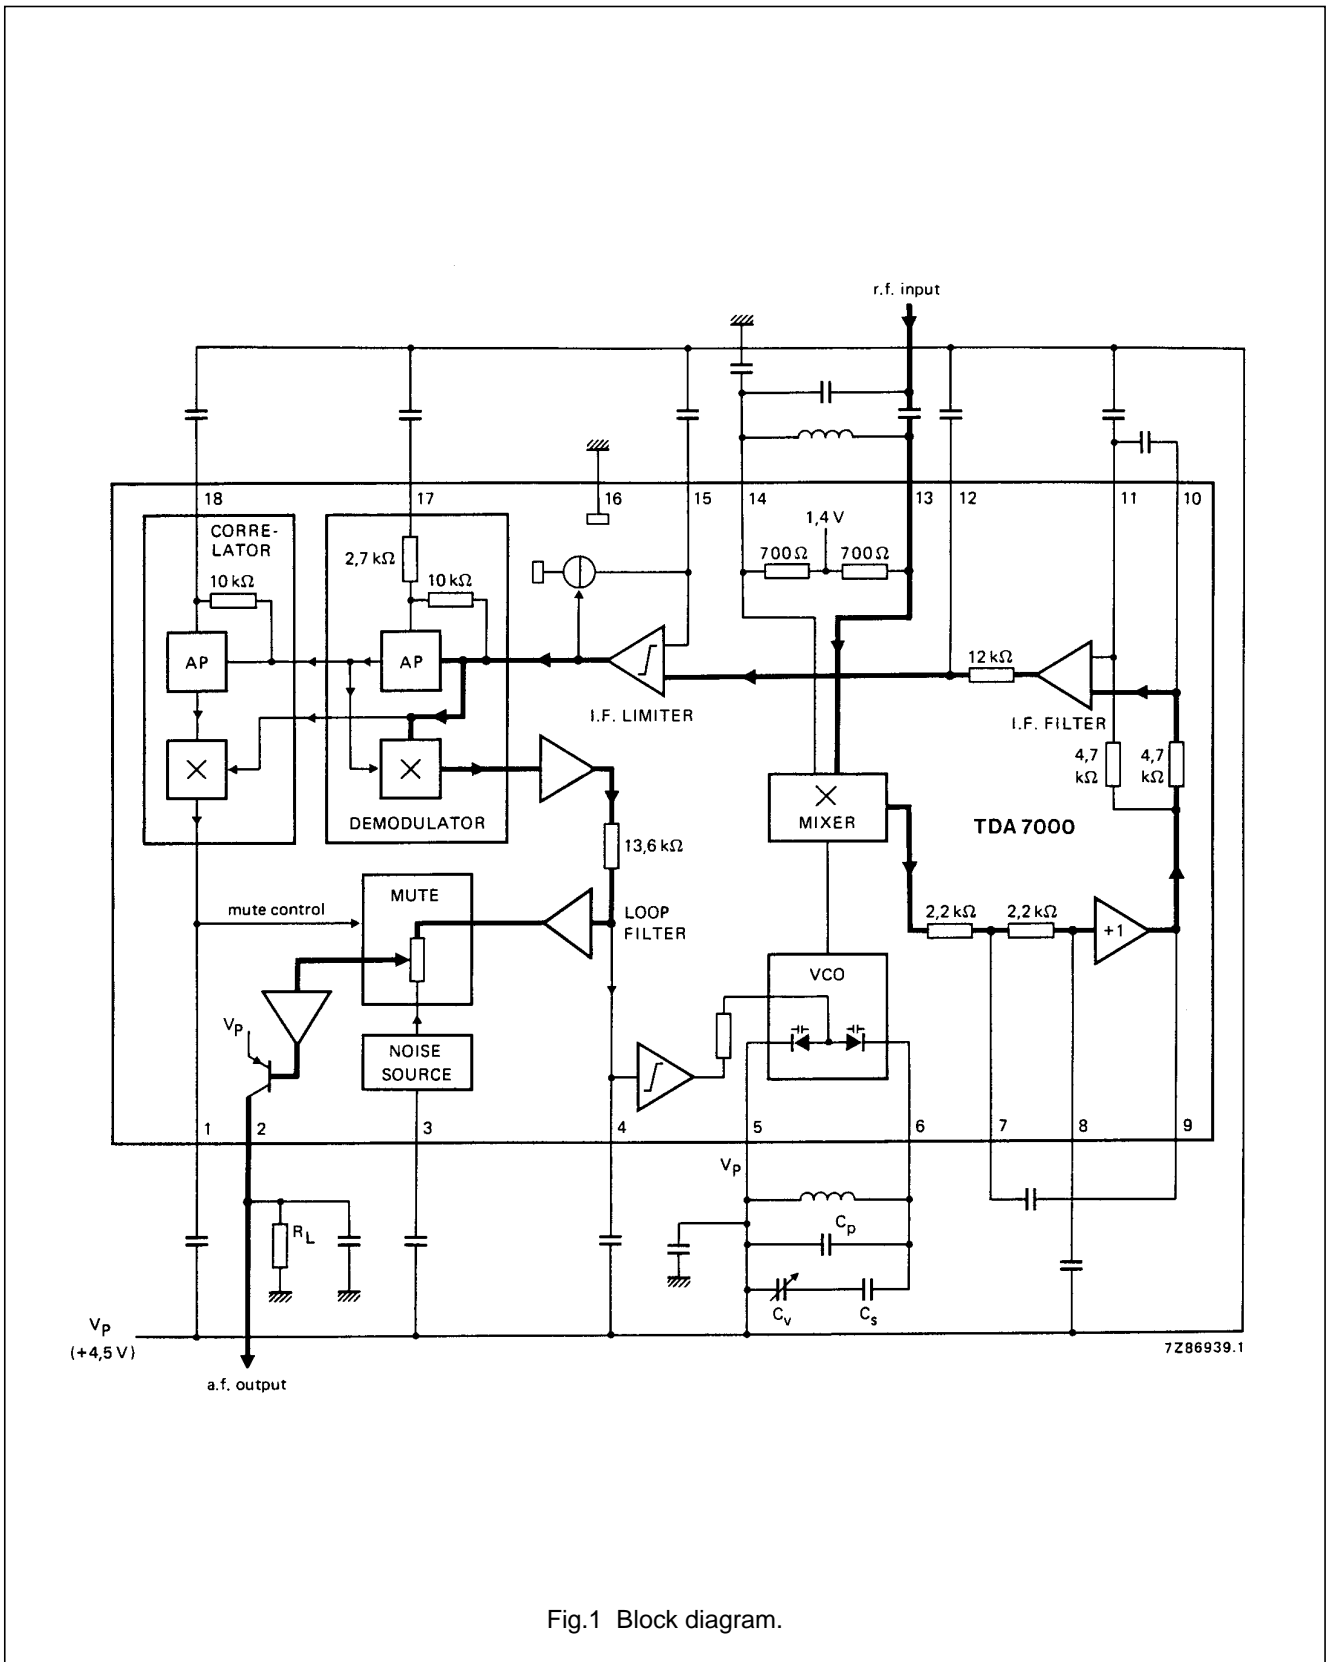 r.f. input
18
17
16
15
14
13
12
11
10
CORRE-
LATOR
2,7 kΩ
1,4 V
700 Ω
700 Ω
10 kΩ
10 kΩ
AP
AP
12 kΩ
I.F. LIMITER
I.F. FILTER
4,7
kΩ
4,7
kΩ
MIXER
DEMODULATOR
TDA 7000
13,6 kΩ
MUTE
mute control
LOOP
FILTER
2,2 kΩ
2,2 kΩ
+1
VCO
Vp
NOISE
SOURCE
1
2
3
4
5
6
7
8
9
Vp
RL
Cp
Cv
Cs
Vp
(+4,5 V)
a.f. output
7Z86939.1
Fig.1 Block diagram.